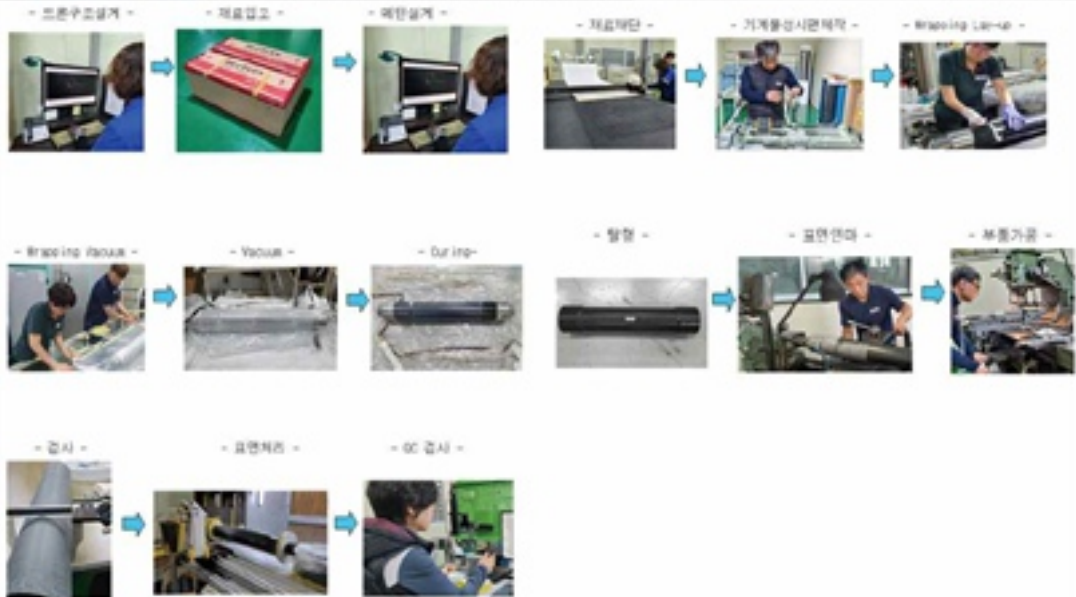 - 드론구조설계 -
- 재료입고 -
- 패턴설계 -
- 재료재단 -
- 기계물성시편제작 -
- Wrapping Lay-up -
- Wrapping Vacuum -
- Vacuum -
- Curing-
- 탈형 -
- 표면연마 -
- 부품가공 -
- 검사 -
- 표면처리 -
- QC 검사 -